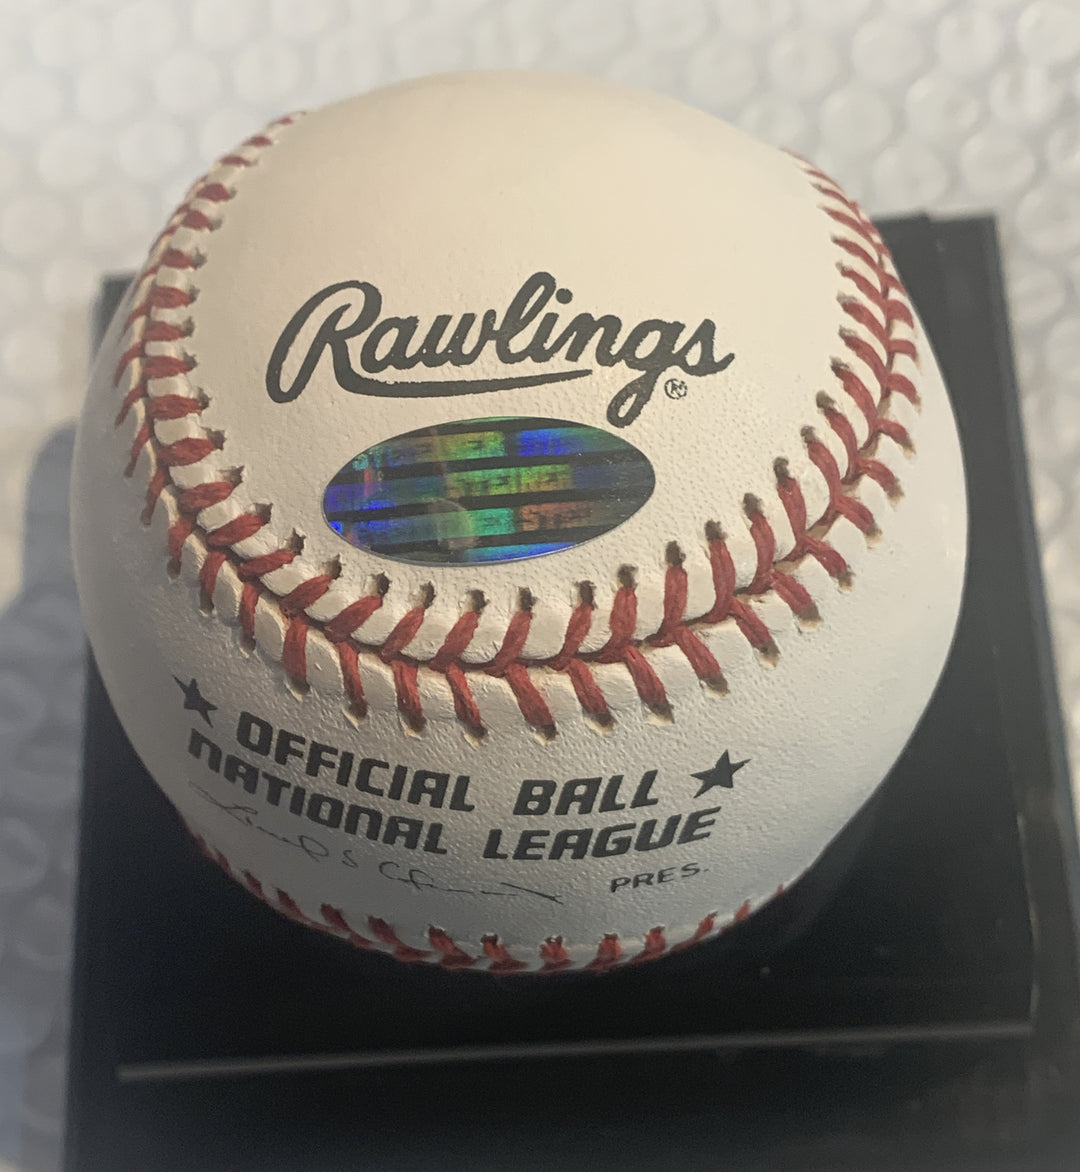 Rawlings
®
OFFICIAL BALL
NATIONAL LEAGUE
PRES.